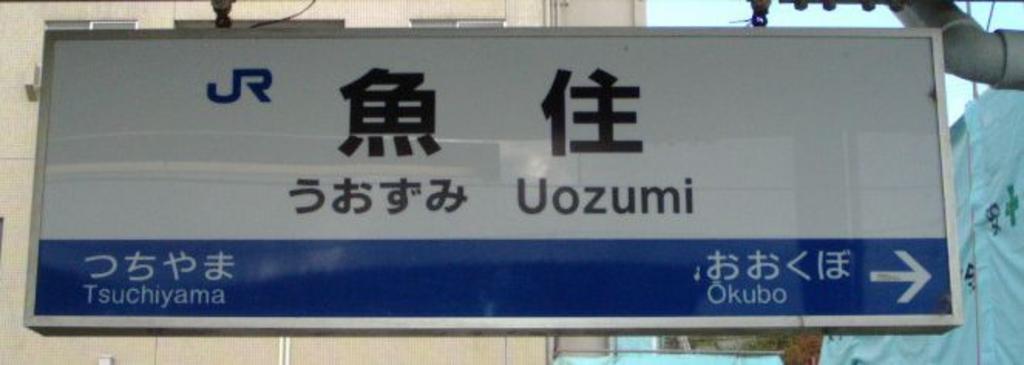 JR 魚住
うおずみ Uozumi
つちやま おおくぼ →
Tsuchiyama Ōkubo